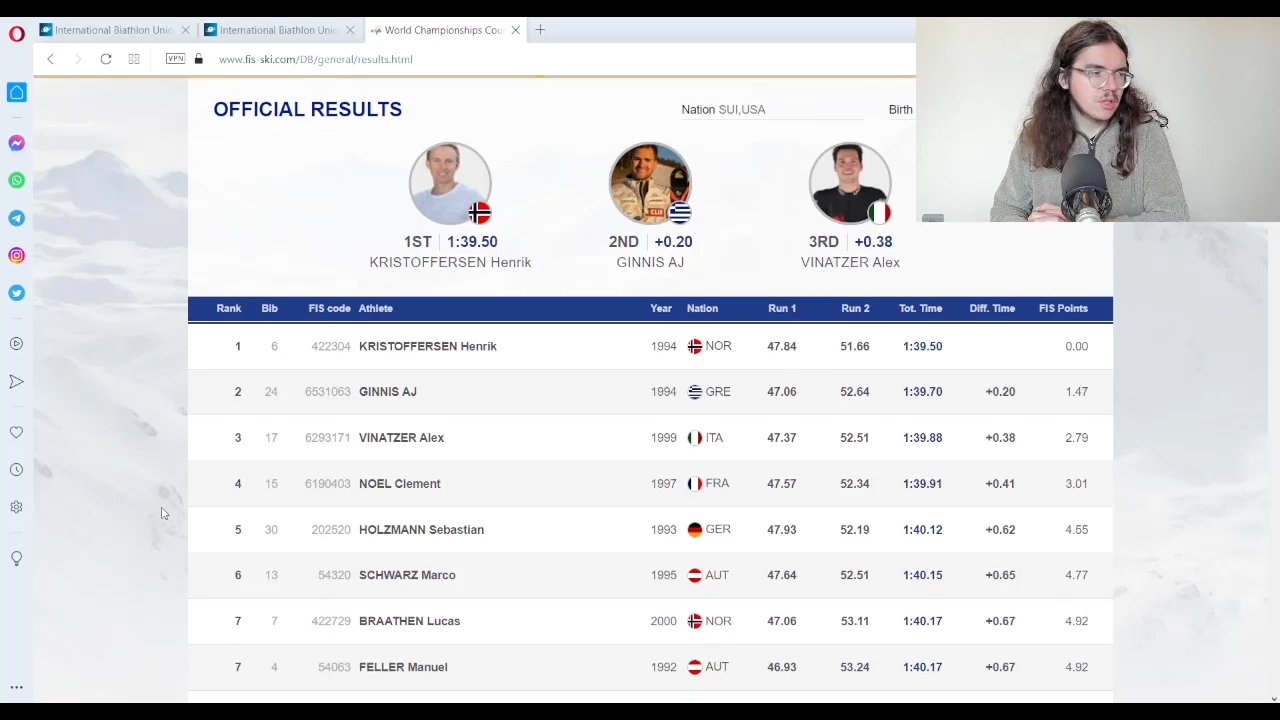 International Biathlon Unio
International Biathlon Unio
World Championships Cou
VPN
www.fis-ski.com/DB/general/results.html
OFFICIAL RESULTS
Nation SUI,USA
Birth
1ST 1:39.50
KRISTOFFERSEN Henrik
2ND +0.20
GINNIS AJ
3RD +0.38
VINATZER Alex
Rank Bib FIS code Athlete Year Nation Run 1 Run 2 Tot. Time Diff. Time FIS Points
1 6 422304 KRISTOFFERSEN Henrik 1994 NOR 47.84 51.66 1:39.50 0.00
2 24 6531063 GINNIS AJ 1994 GRE 47.06 52.64 1:39.70 +0.20 1.47
3 17 6293171 VINATZER Alex 1999 ITA 47.37 52.51 1:39.88 +0.38 2.79
4 15 6190403 NOEL Clement 1997 FRA 47.57 52.34 1:39.91 +0.41 3.01
5 30 202520 HOLZMANN Sebastian 1993 GER 47.93 52.19 1:40.12 +0.62 4.55
6 13 54320 SCHWARZ Marco 1995 AUT 47.64 52.51 1:40.15 +0.65 4.77
7 7 422729 BRAATHEN Lucas 2000 NOR 47.06 53.11 1:40.17 +0.67 4.92
7 4 54063 FELLER Manuel 1992 AUT 46.93 53.24 1:40.17 +0.67 4.92